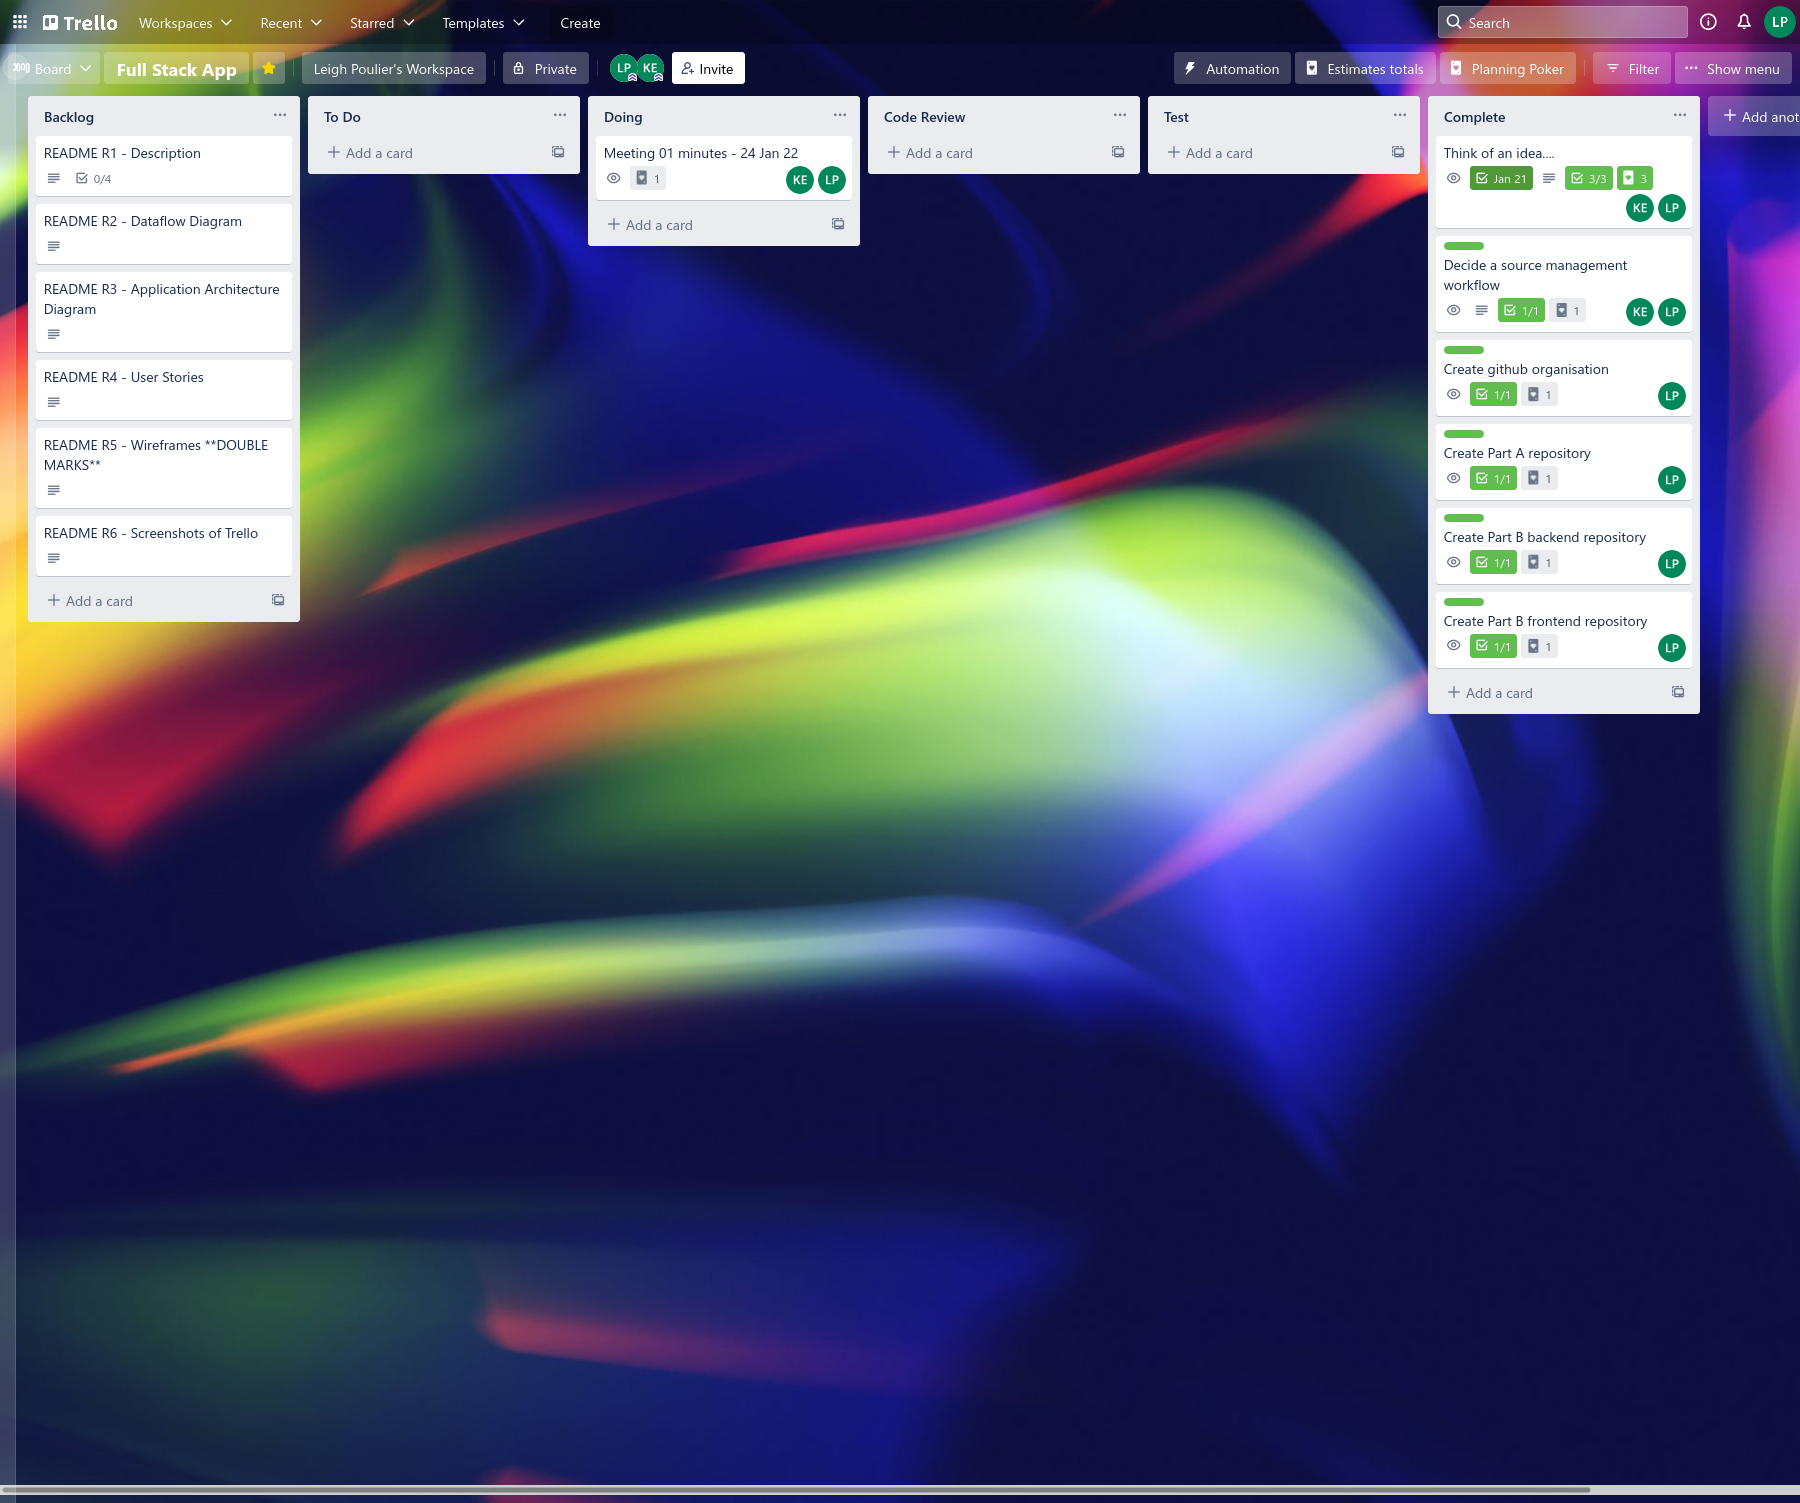 Trello Workspaces Recent Starred Templates Create Search LP
Board Full Stack App Leigh Poulier's Workspace Private LP KE Invite Automation Estimates totals Planning Poker Filter Show menu
Backlog
README R1 - Description
0/4
README R2 - Dataflow Diagram
README R3 - Application Architecture
Diagram
README R4 - User Stories
README R5 - Wireframes **DOUBLE
MARKS**
README R6 - Screenshots of Trello
Add a card
To Do
Add a card
Doing
Meeting 01 minutes - 24 Jan 22
1 KE LP
Add a card
Code Review
Add a card
Test
Add a card
Complete
Think of an idea....
Jan 21 3/3 3
KE LP
Decide a source management
workflow
1/1 1 KE LP
Create github organisation
1/1 1 LP
Create Part A repository
1/1 1 LP
Create Part B backend repository
1/1 1 LP
Create Part B frontend repository
1/1 1 LP
Add a card
Add anot